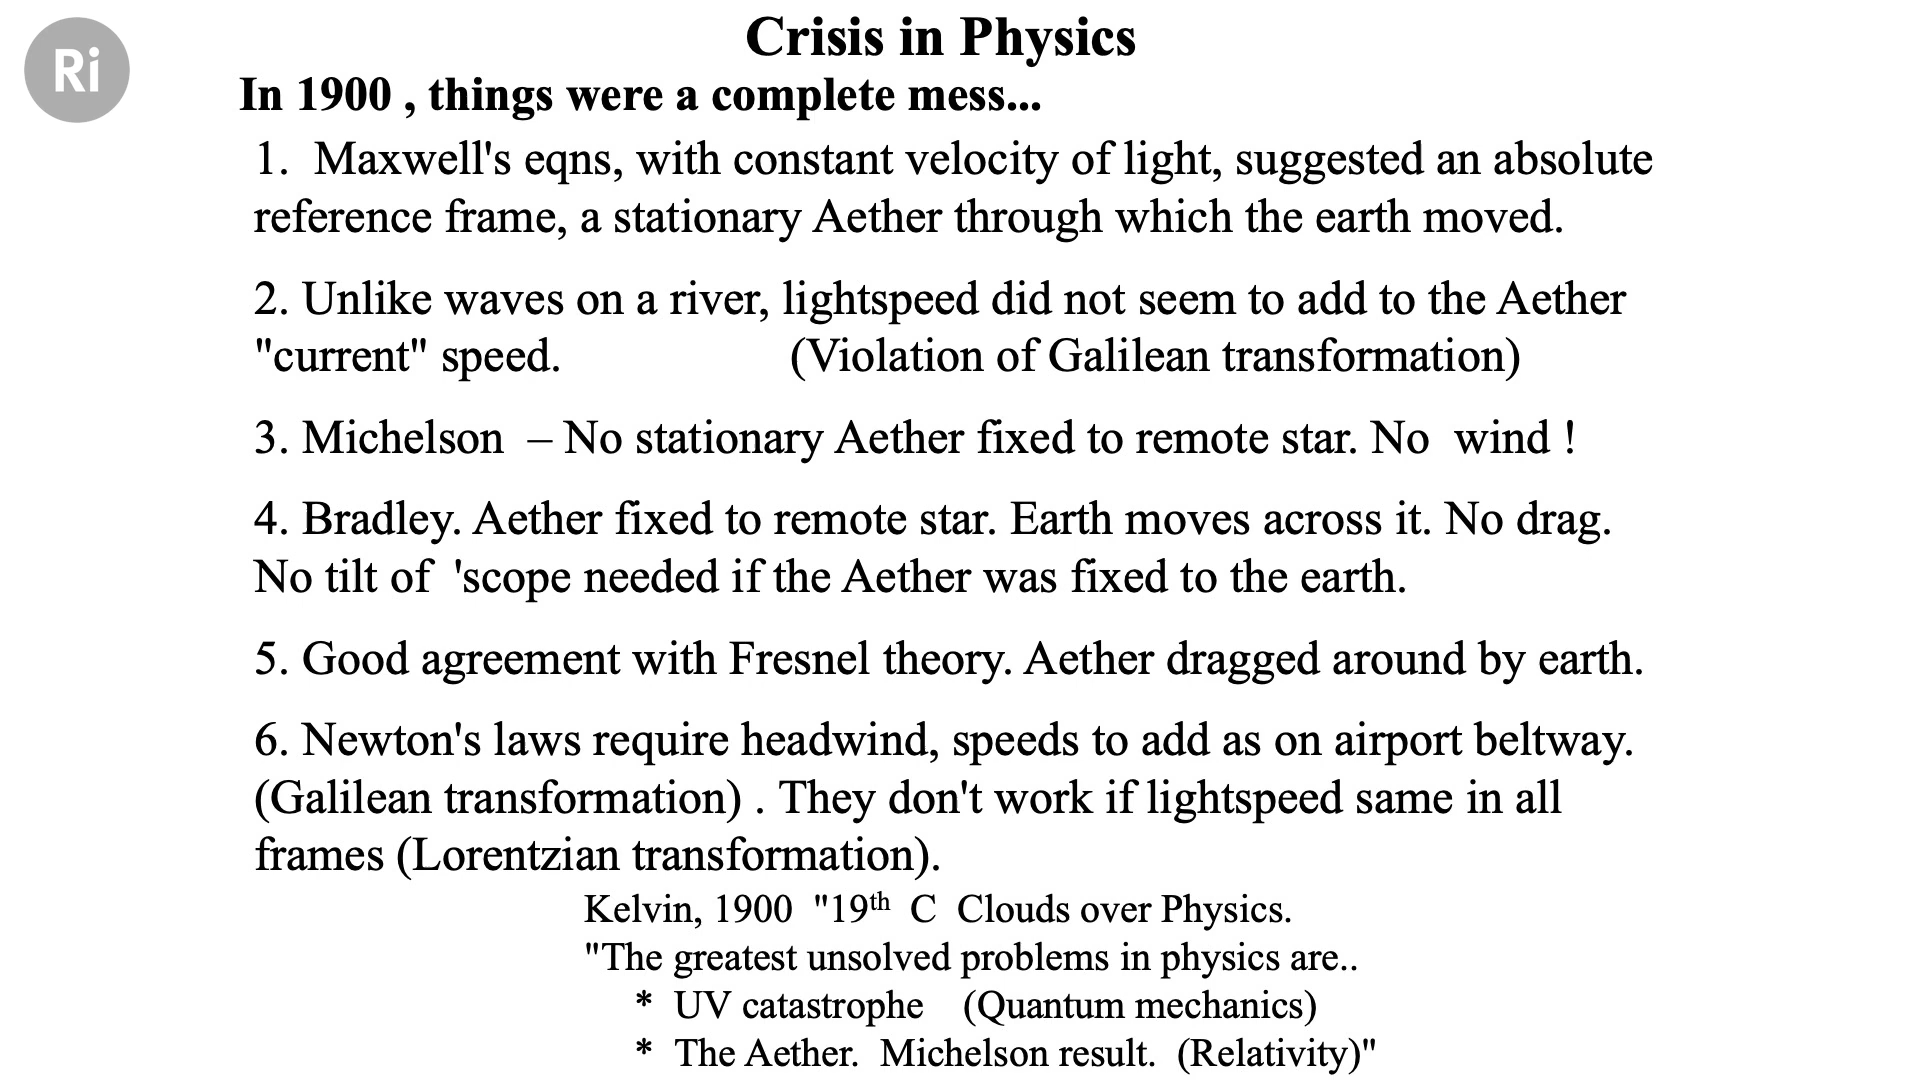 Ri
Crisis in Physics
In 1900 , things were a complete mess...
1.  Maxwell's eqns, with constant velocity of light, suggested an absolute
reference frame, a stationary Aether through which the earth moved.
2. Unlike waves on a river, lightspeed did not seem to add to the Aether
"current" speed. (Violation of Galilean transformation)
3. Michelson  – No stationary Aether fixed to remote star. No  wind !
4. Bradley. Aether fixed to remote star. Earth moves across it. No drag.
No tilt of  'scope needed if the Aether was fixed to the earth.
5. Good agreement with Fresnel theory. Aether dragged around by earth.
6. Newton's laws require headwind, speeds to add as on airport beltway.
(Galilean transformation) . They don't work if lightspeed same in all
frames (Lorentzian transformation).
Kelvin, 1900  "19th  C  Clouds over Physics.
"The greatest unsolved problems in physics are..
*  UV catastrophe    (Quantum mechanics)
*  The Aether.  Michelson result.  (Relativity)"